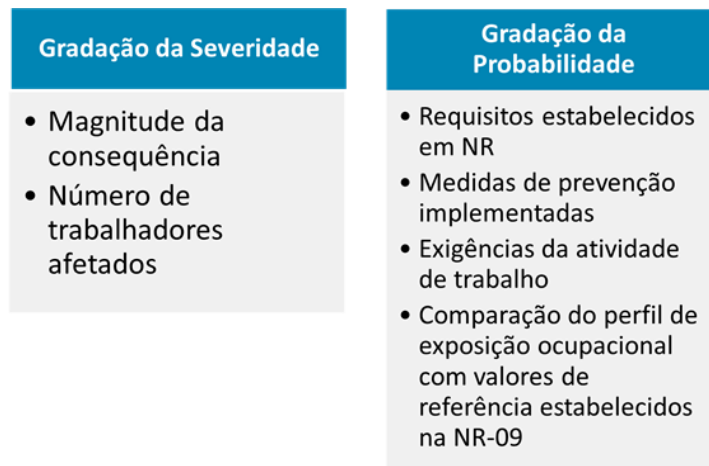 Gradação da Severidade
• Magnitude da
consequência
• Número de
trabalhadores
afetados
Gradação da
Probabilidade
• Requisitos estabelecidos
em NR
• Medidas de prevenção
implementadas
• Exigências da atividade
de trabalho
• Comparação do perfil de
exposição ocupacional
com valores de
referência estabelecidos
na NR-09